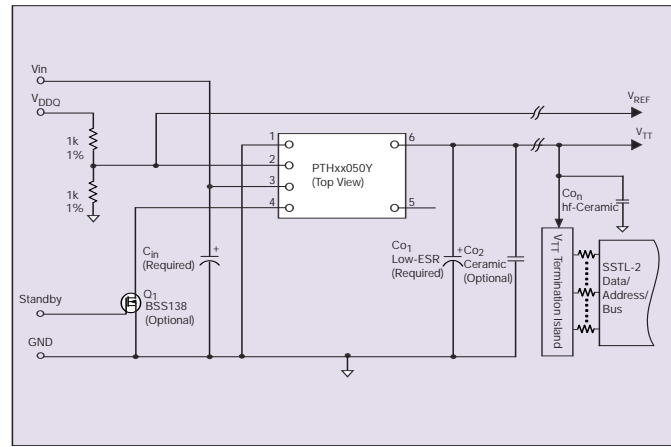 Vin
VDDQ
1k
1%
1k
1%
1
2
3
4
PTHxx050Y
(Top View)
6
5
VREF
VTT
Cin
(Required)
+
Co1
Low-ESR
(Required)
+
Co2
Ceramic
(Optional)
Con
hf-Ceramic
VTT Termination Island
SSTL-2
Data/
Address/
Bus
Standby
Q1
BSS138
(Optional)
GND